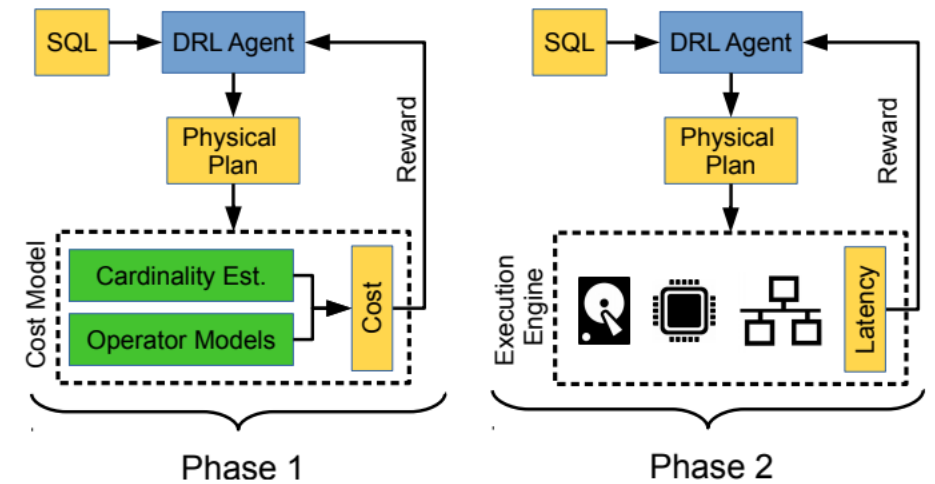 SQL
DRL Agent
Physical
Plan
Reward
Cost Model
Cardinality Est.
Operator Models
Cost
Phase 1
SQL
DRL Agent
Physical
Plan
Reward
Execution
Engine
Latency
Phase 2